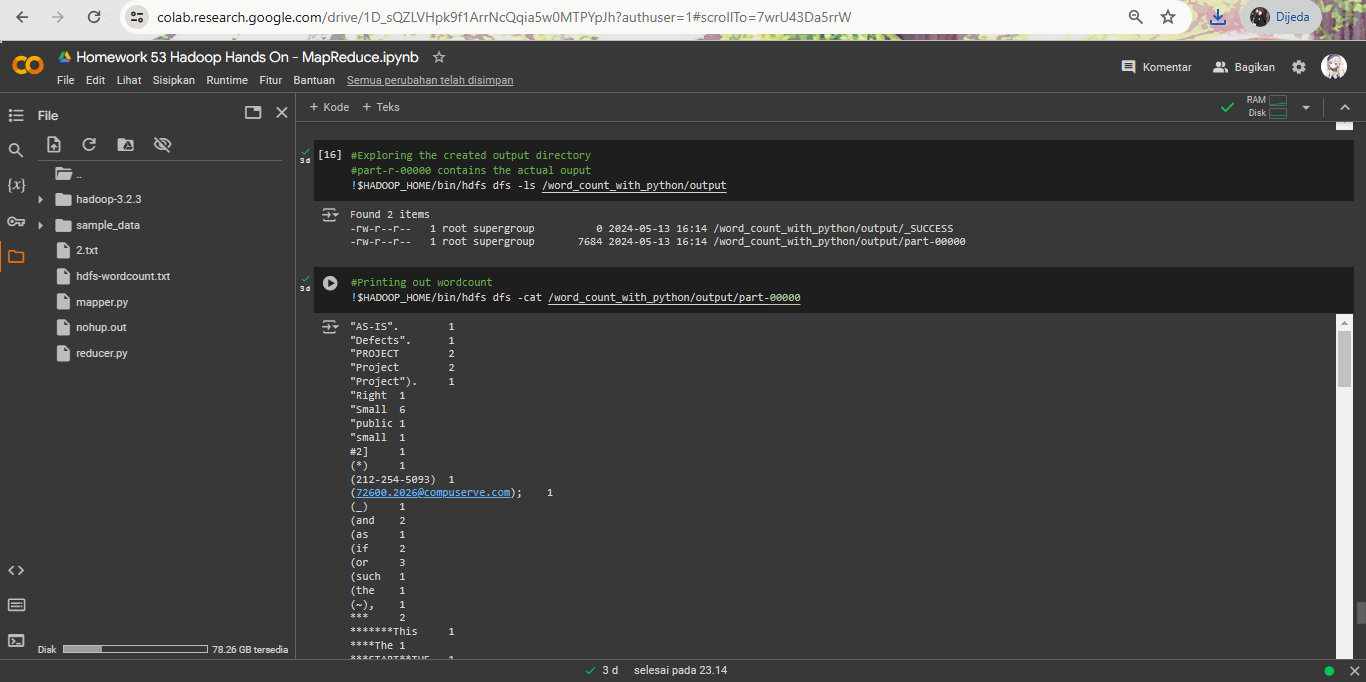 colab.research.google.com/drive/1D_sQZLVHpk9f1ArrNcQqia5w0MTPYpJh?authuser=1#scrollTo=7wrU43Da5rrW
Dijeda
Homework 53 Hadoop Hands On - MapReduce.ipynb
File Edit Lihat Sisipkan Runtime Fitur Bantuan Semua perubahan telah disimpan
Komentar
Bagikan
File
+ Kode + Teks
RAM
Disk
..
hadoop-3.2.3
sample_data
2.txt
hdfs-wordcount.txt
mapper.py
nohup.out
reducer.py
3d
[16] #Exploring the created output directory
#part-r-00000 contains the actual ouput
!$HADOOP_HOME/bin/hdfs dfs -ls /word_count_with_python/output
Found 2 items
-rw-r--r-- 1 root supergroup 0 2024-05-13 16:14 /word_count_with_python/output/_SUCCESS
-rw-r--r-- 1 root supergroup 7684 2024-05-13 16:14 /word_count_with_python/output/part-00000
3d
#Printing out wordcount
!$HADOOP_HOME/bin/hdfs dfs -cat /word_count_with_python/output/part-00000
"AS-IS". 1
"Defects". 1
"PROJECT 2
"Project 2
"Project"). 1
"Right 1
"Small 6
"public 1
"small 1
#2] 1
(*) 1
(212-254-5093) 1
(72600.2026@compuserve.com); 1
(_) 1
(and 2
(as 1
(if 2
(or 3
(such 1
(the 1
(~), 1
*** 2
*******This 1
****The 1
***START**THE 1
Disk 78.26 GB tersedia
3 d selesai pada 23.14